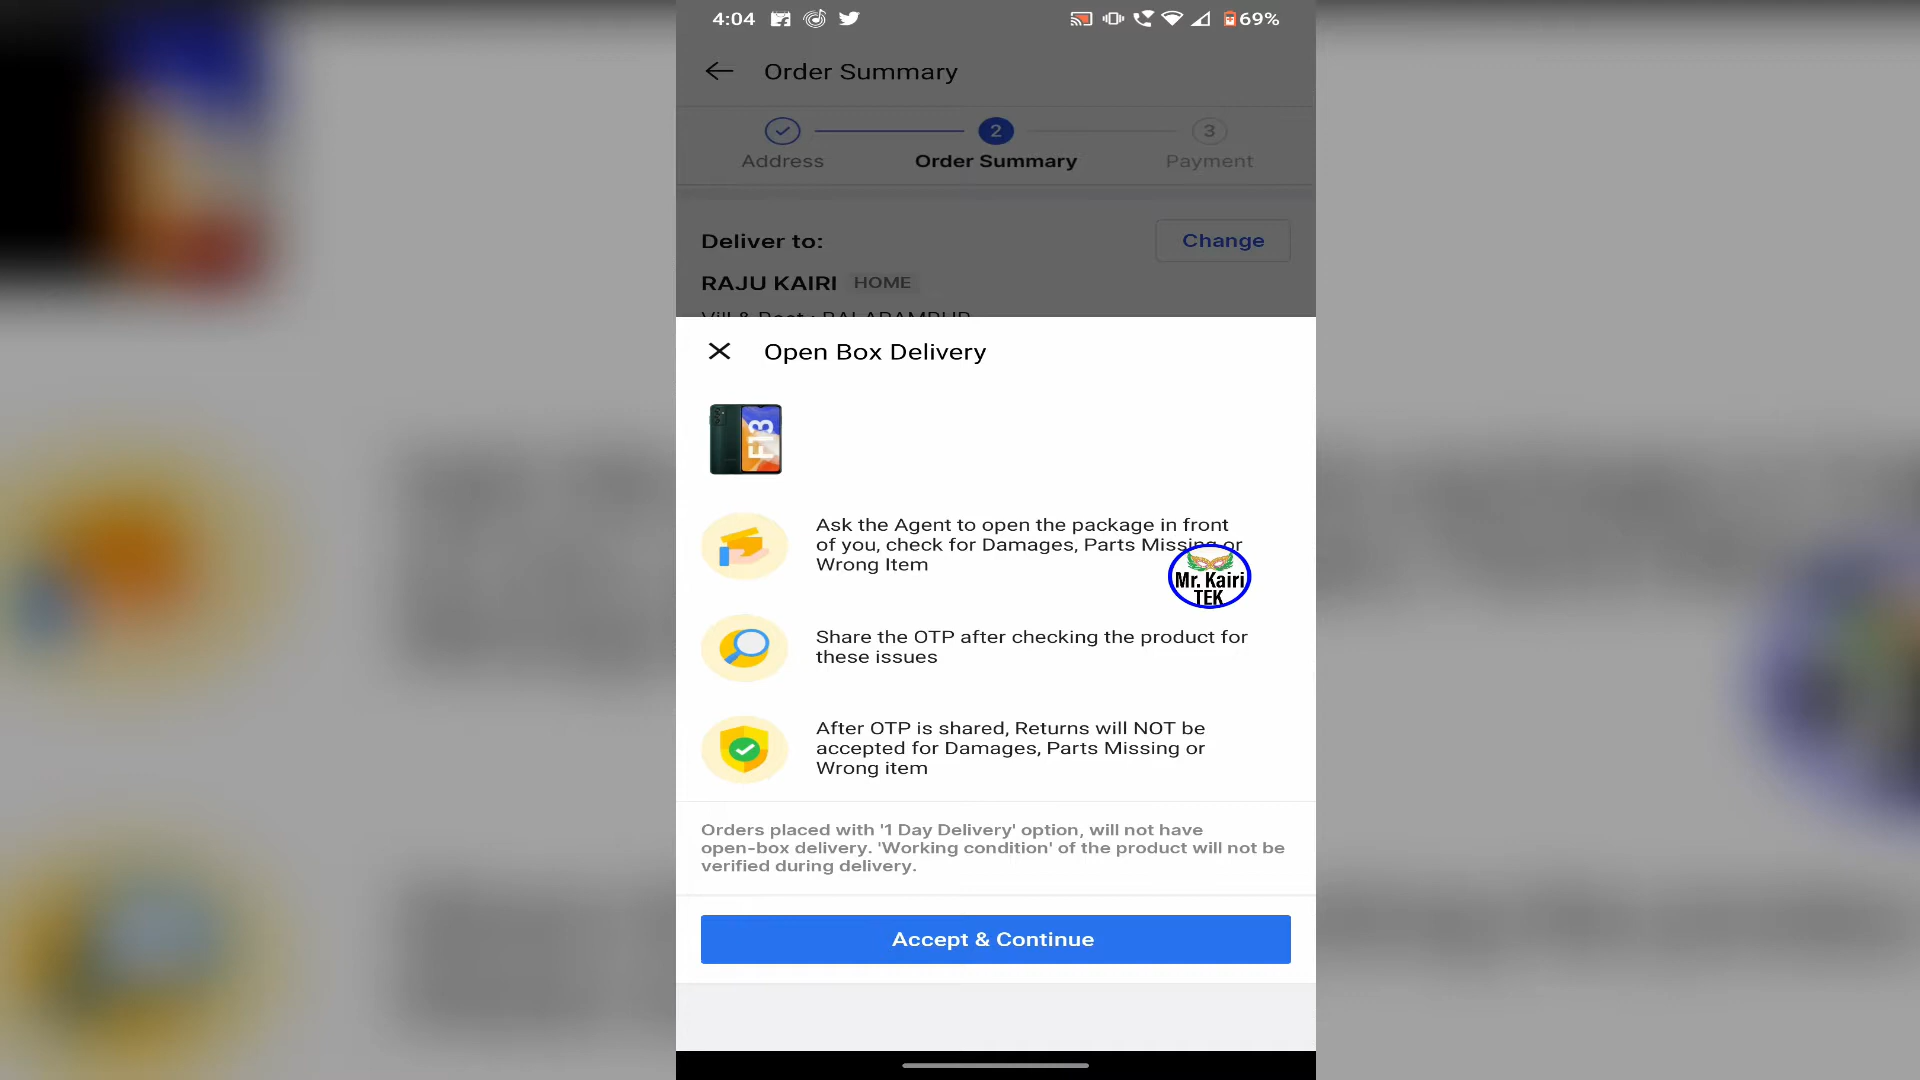 4:04
69%
Order Summary
2
3
Address
Order Summary
Payment
Deliver to:
Change
RAJU KAIRI HOME
Vill & Post : BALARAMPUR
Open Box Delivery
F13
Ask the Agent to open the package in front
of you, check for Damages, Parts Missing or
Wrong Item
Mr. Kairi
TEK
Share the OTP after checking the product for
these issues
After OTP is shared, Returns will NOT be
accepted for Damages, Parts Missing or
Wrong item
Orders placed with '1 Day Delivery' option, will not have
open-box delivery. 'Working condition' of the product will not be
verified during delivery.
Accept & Continue